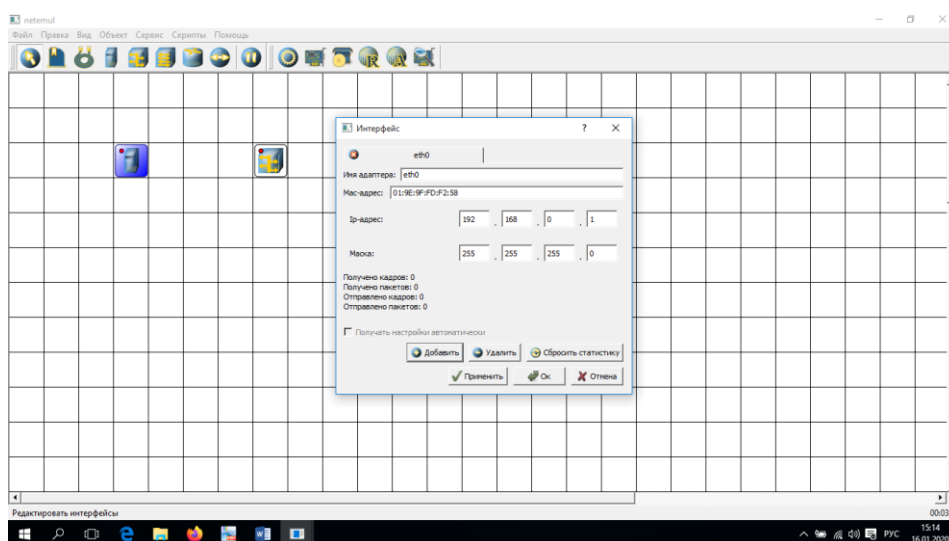 netemul
Файл Правка Вид Объект Сервис Скрипты Помощь
Интерфейс ?
eth0
Имя адаптера: eth0
Mac-адрес: 01:9E:9F:FD:F2:58
Ip-адрес: 192 . 168 . 0 . 1
Маска: 255 . 255 . 255 . 0
Получено кадров: 0
Получено пакетов: 0
Отправлено кадров: 0
Отправлено пакетов: 0
Получать настройки автоматически
Добавить Удалить Сбросить статистику
Применить Ок Отмена
Редактировать интерфейсы 00:03
РУС 15:14
16.01.2020